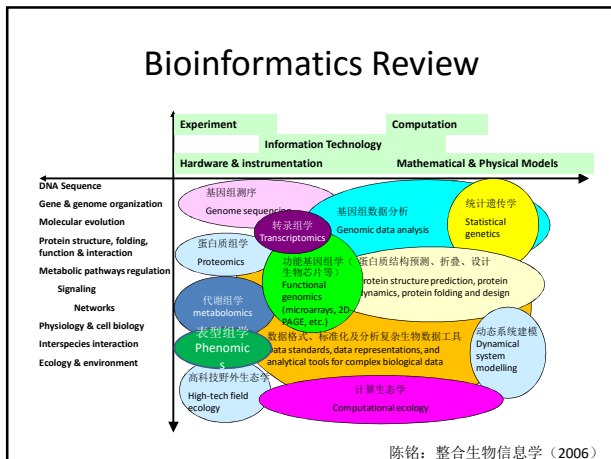 Bioinformatics Review
Experiment
Computation
Information Technology
Hardware & instrumentation
Mathematical & Physical Models
DNA Sequence
Gene & genome organization
Molecular evolution
Protein structure, folding,
function & interaction
Metabolic pathways regulation
Signaling
Networks
Physiology & cell biology
Interspecies interaction
Ecology & environment
基因组测序
Genome sequencing
转录组学
Transcriptomics
基因组数据分析
Genomic data analysis
统计遗传学
Statistical
genetics
蛋白质组学
Proteomics
功能基因组学（
生物芯片等）
Functional
genomics
(microarrays, 2D-
PAGE, etc.)
蛋白质结构预测、折叠、设计
Protein structure prediction, protein
dynamics, protein folding and design
代谢组学
metabolomics
表型组学
Phenomic
s
数据格式、标准化及分析复杂生物数据工具
Data standards, data representations, and
analytical tools for complex biological data
动态系统建模
Dynamical
system
modelling
高科技野外生态学
High-tech field
ecology
计算生态学
Computational ecology
陈铭：整合生物信息学（2006）